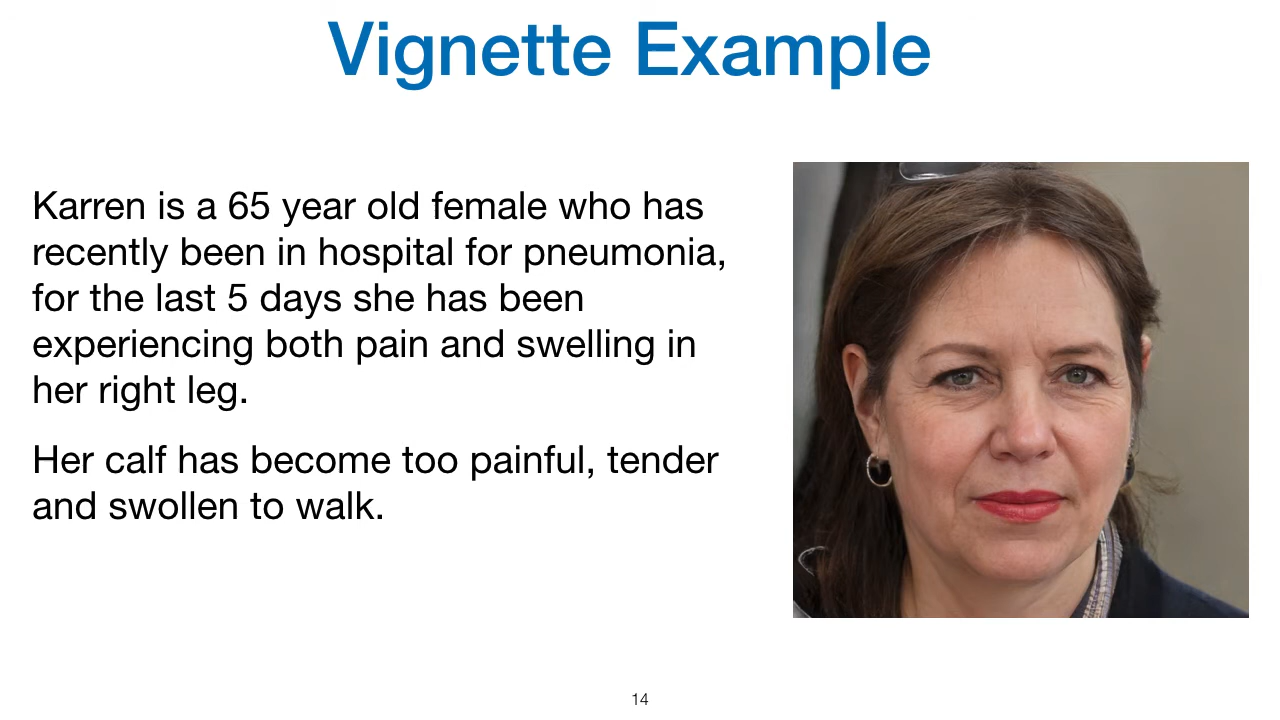 Vignette Example
Karren is a 65 year old female who has
recently been in hospital for pneumonia,
for the last 5 days she has been
experiencing both pain and swelling in
her right leg.
Her calf has become too painful, tender
and swollen to walk.
14